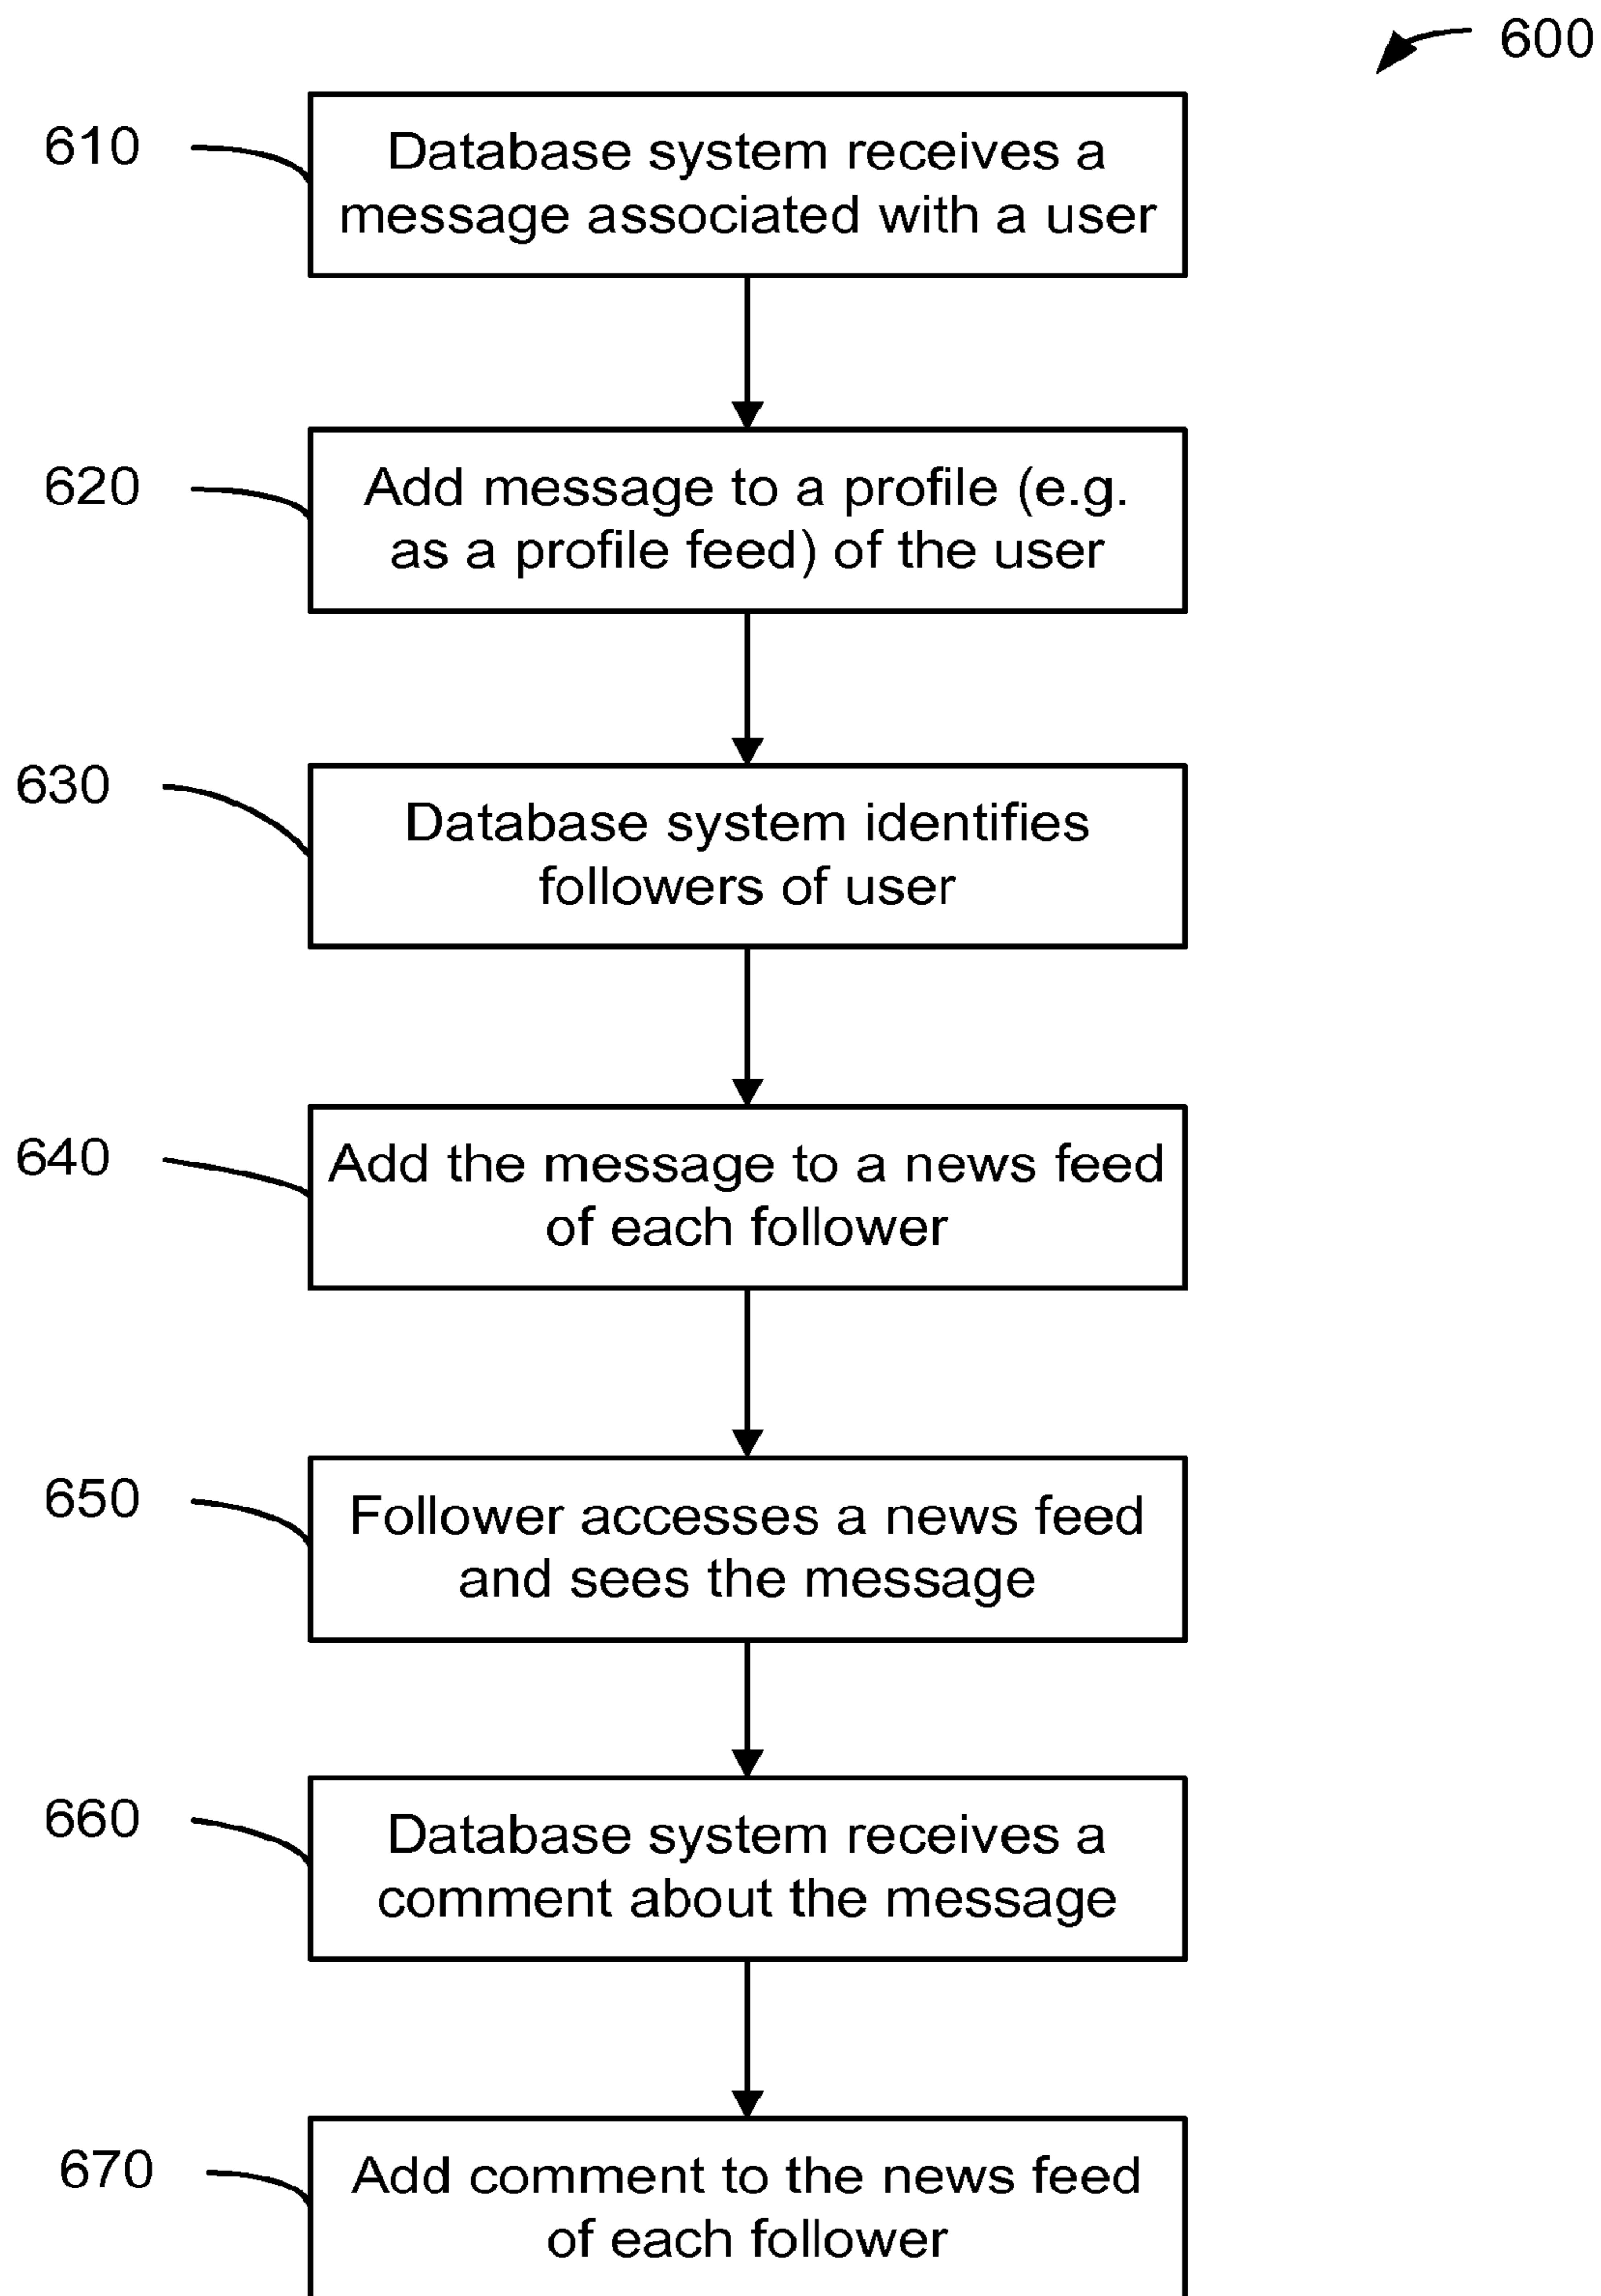 600
610
Database system receives a
message associated with a user
620
Add message to a profile (e.g.
as a profile feed) of the user
630
Database system identifies
followers of user
640
Add the message to a news feed
of each follower
650
Follower accesses a news feed
and sees the message
660
Database system receives a
comment about the message
670
Add comment to the news feed
of each follower